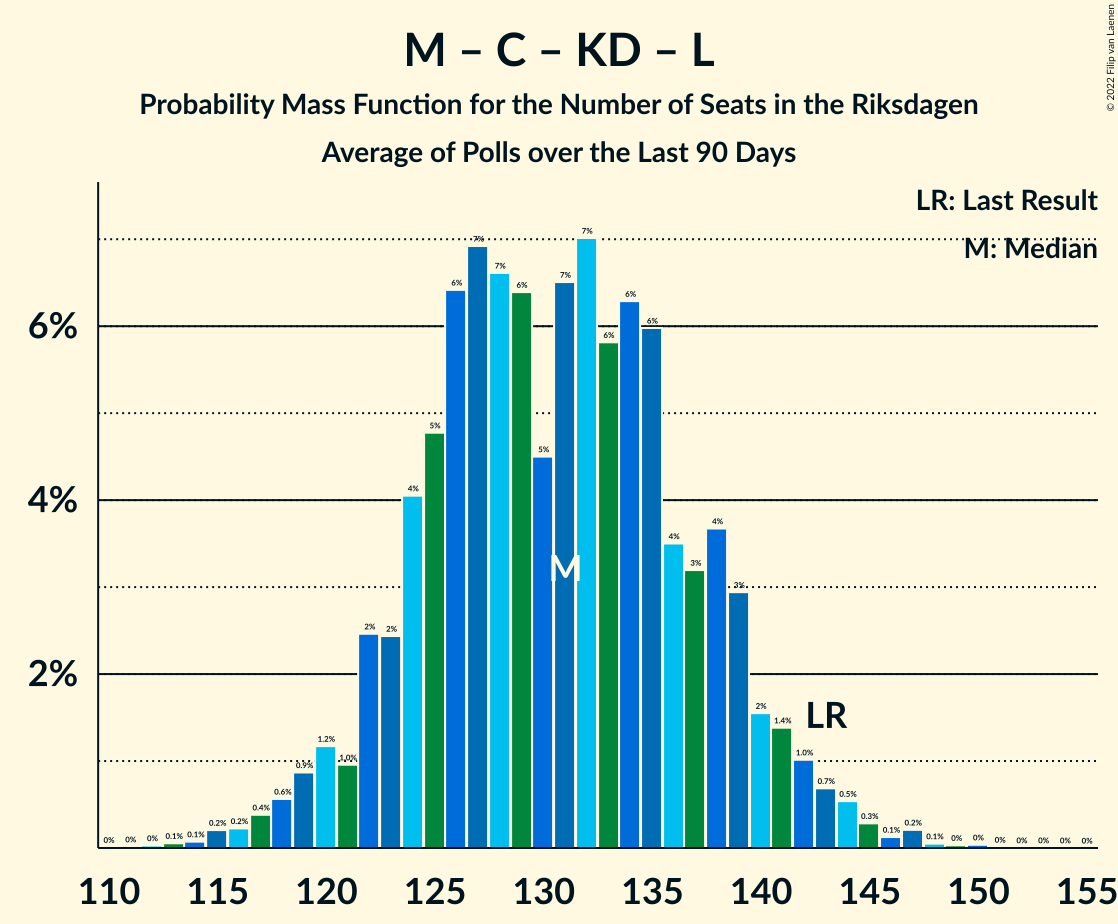 M – C – KD – L
Probability Mass Function for the Number of Seats in the Riksdagen
Average of Polls over the Last 90 Days
© 2022 Filip van Laenen
LR: Last Result
M: Median
6%
4%
2%
0% 0% 0% 0.1% 0.1% 0.2% 0.2% 0.4% 0.6% 0.9% 1.2% 1.0% 2% 2% 4% 5% 6% 7% 7% 6% 5% 7% 7% 6% 6% 6% 4% 3% 4% 3% 2% 1.4% 1.0% 0.7% 0.5% 0.3% 0.1% 0.2% 0.1% 0% 0% 0% 0% 0% 0% 0%
M
LR
110 115 120 125 130 135 140 145 150 155